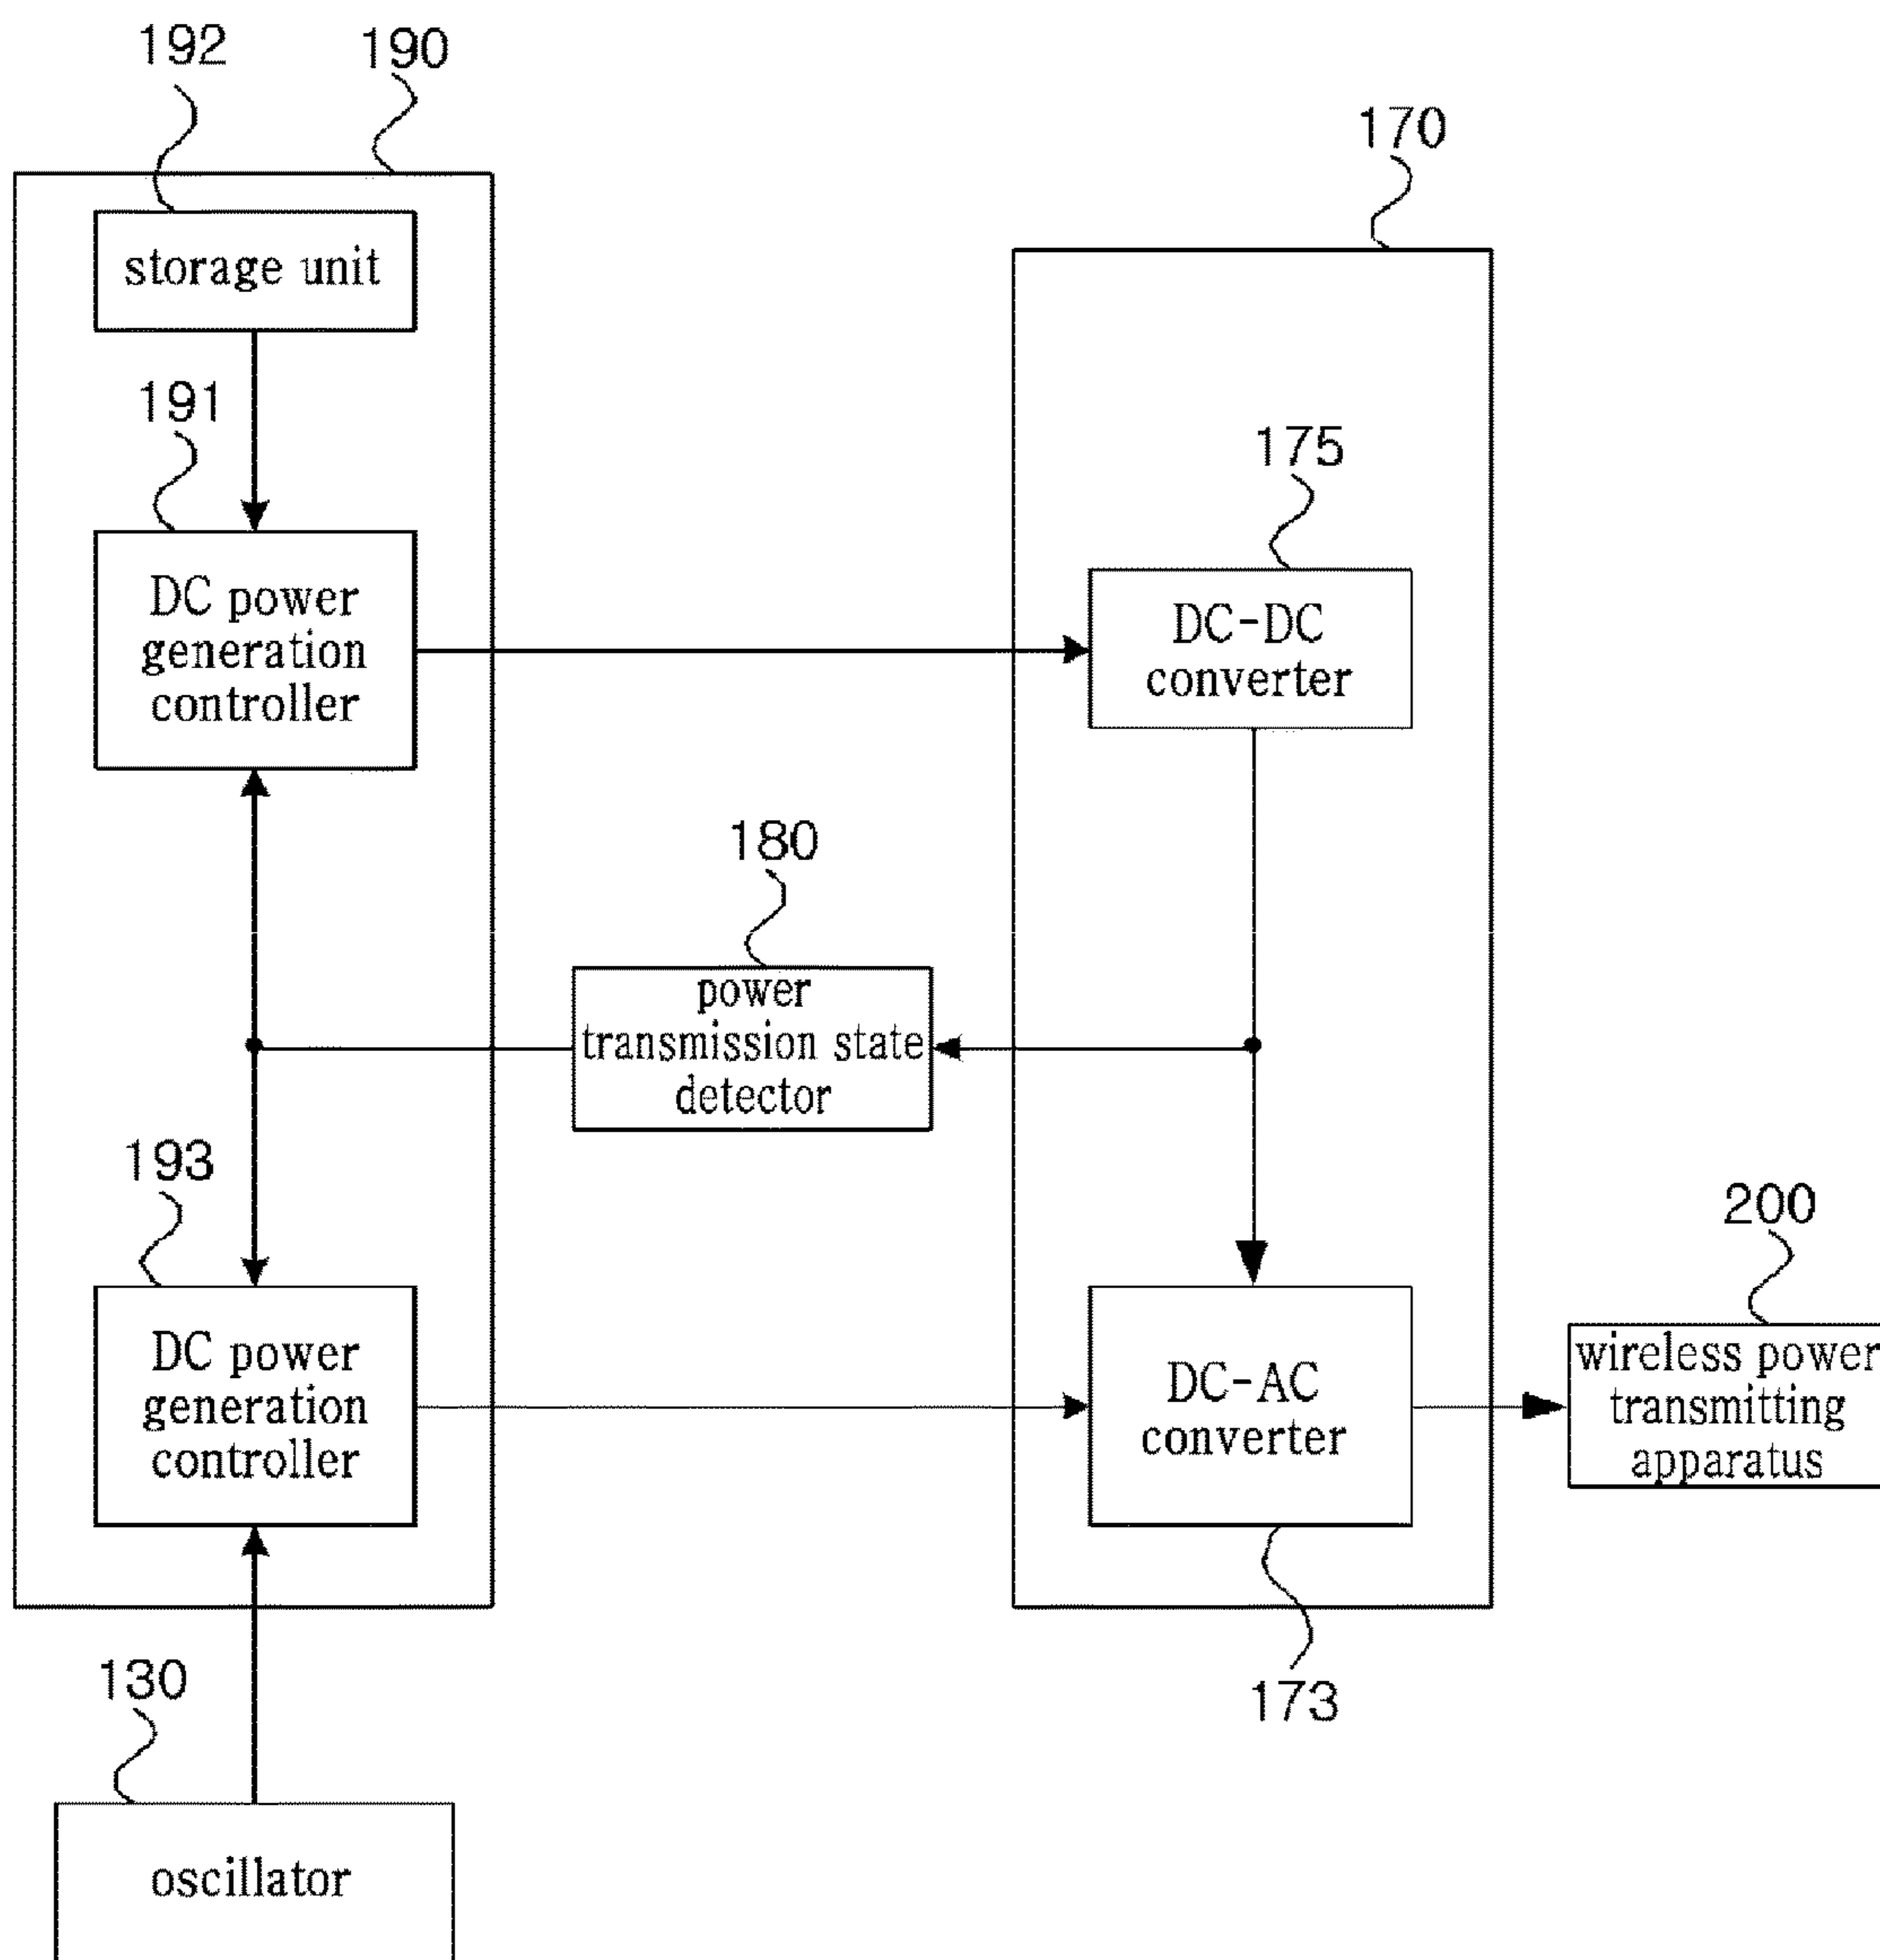 192
190
170
storage unit
191
175
DC power
generation
controller
DC-DC
converter
180
power
transmission state
detector
193
200
DC power
generation
controller
DC-AC
converter
wireless power
transmitting
apparatus
130
173
oscillator